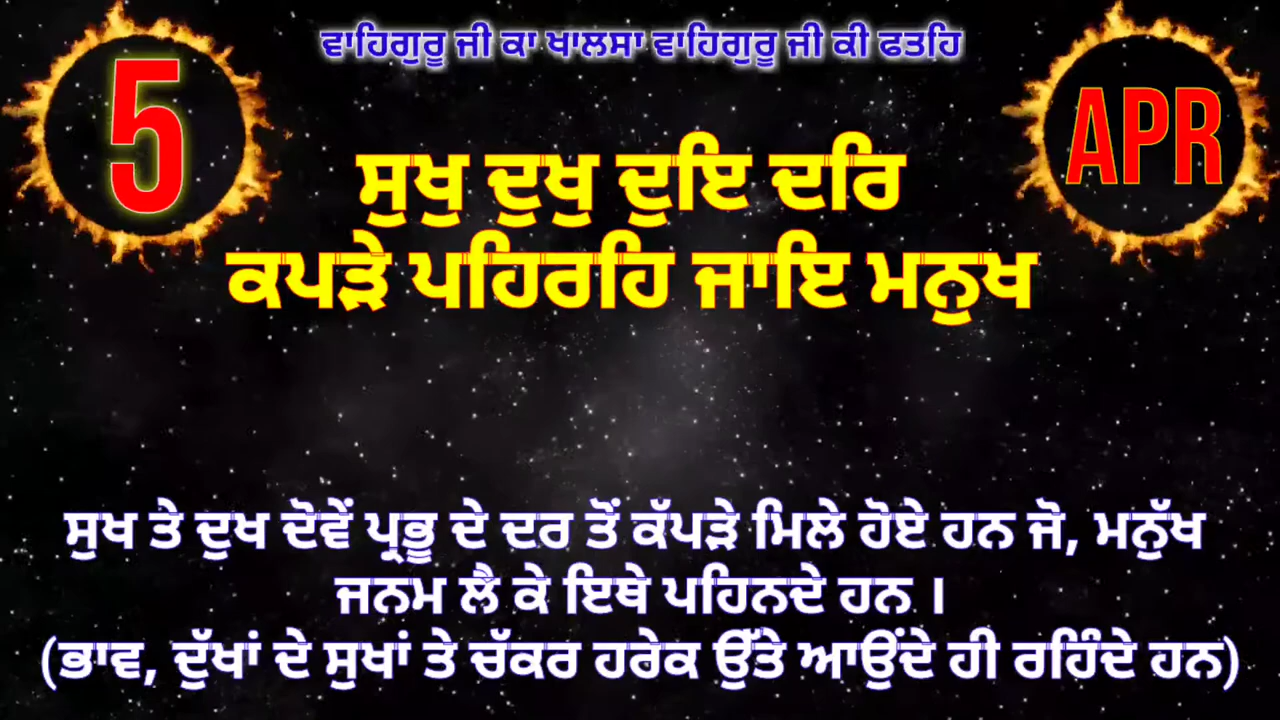 ਵਾਹਿਗੁਰੂ ਜੀ ਕਾ ਖਾਲਸਾ ਵਾਹਿਗੁਰੂ ਜੀ ਕੀ ਫਤਹਿ
5
APR
ਸੁਖੁ ਦੁਖੁ ਦੁਇ ਦਰਿ
ਕਪੜੇ ਪਹਿਰਹਿ ਜਾਇ ਮਨੁਖ
ਸੁਖ ਤੇ ਦੁਖ ਦੋਵੇਂ ਪ੍ਰਭੂ ਦੇ ਦਰ ਤੋਂ ਕੱਪੜੇ ਮਿਲੇ ਹੋਏ ਹਨ ਜੋ, ਮਨੁੱਖ
ਜਨਮ ਲੈ ਕੇ ਇਥੇ ਪਹਿਨਦੇ ਹਨ ।
(ਭਾਵ, ਦੁੱਖਾਂ ਦੇ ਸੁਖਾਂ ਤੇ ਚੱਕਰ ਹਰੇਕ ਉੱਤੇ ਆਉਂਦੇ ਹੀ ਰਹਿੰਦੇ ਹਨ)